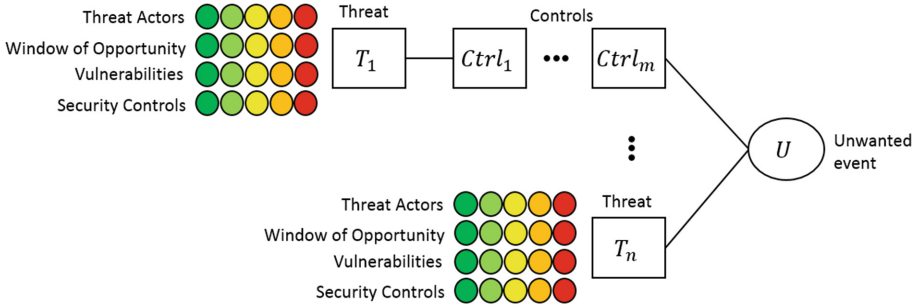 Threat Actors
Threat
Controls
Window of Opportunity
T₁
Ctrl₁
•••
Ctrlₘ
Vulnerabilities
Security Controls
U
Unwanted
event
Threat Actors
Threat
Window of Opportunity
Tₙ
Vulnerabilities
Security Controls